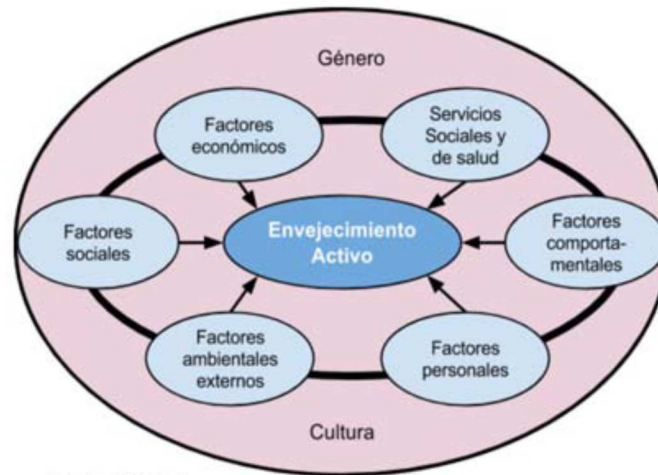 Género
Factores
económicos
Servicios
Sociales y
de salud
Factores
sociales
Envejecimiento
Activo
Factores
comporta-
mentales
Factores
ambientales
externos
Factores
personales
Cultura